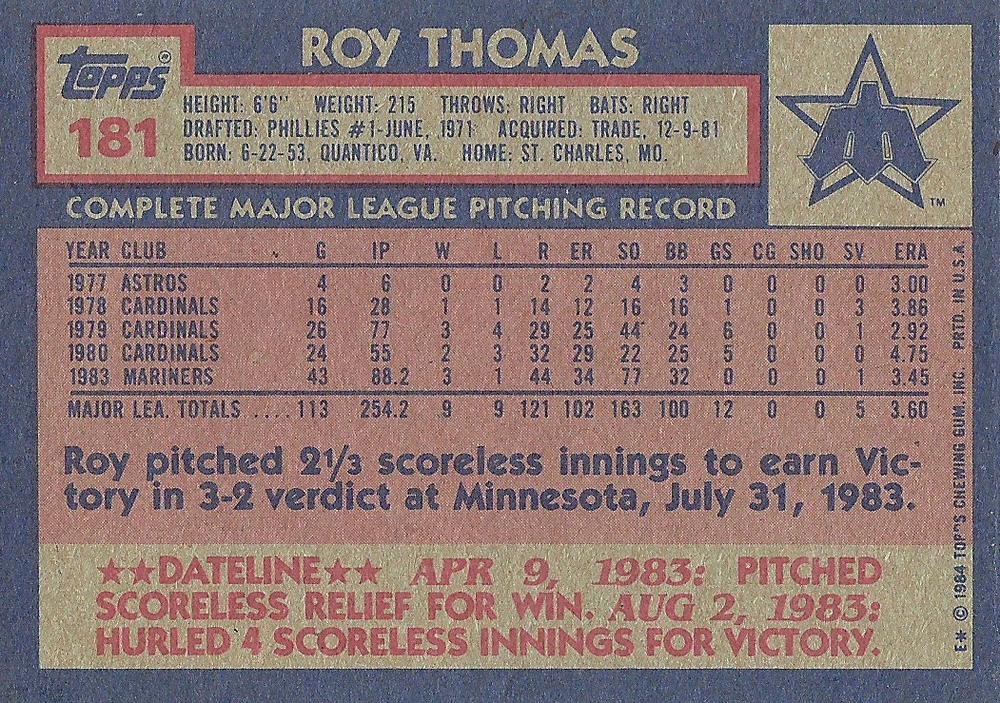 ROY THOMAS
Topps®
181
HEIGHT: 6'6" WEIGHT: 215 THROWS: RIGHT BATS: RIGHT
DRAFTED: PHILLIES #1-JUNE, 1971 ACQUIRED: TRADE, 12-9-81
BORN: 6-22-53, QUANTICO, VA. HOME: ST. CHARLES, MO.
TM
COMPLETE MAJOR LEAGUE PITCHING RECORD
YEAR CLUB G IP W L R ER SO BB GS CG SHO SV ERA
1977 ASTROS 4 6 0 0 2 2 4 3 0 0 0 0 3.00
1978 CARDINALS 16 28 1 1 14 12 16 16 1 0 0 3 3.86
1979 CARDINALS 26 77 3 4 29 25 44 24 6 0 0 1 2.92
1980 CARDINALS 24 55 2 3 32 29 22 25 5 0 0 0 4.75
1983 MARINERS 43 88.2 3 1 44 34 77 32 0 0 0 1 3.45
MAJOR LEA. TOTALS .... 113 254.2 9 9 121 102 163 100 12 0 0 5 3.60
Roy pitched 2⅓ scoreless innings to earn Vic-
tory in 3-2 verdict at Minnesota, July 31, 1983.
★★DATELINE★★ APR 9, 1983: PITCHED
SCORELESS RELIEF FOR WIN. AUG 2, 1983:
HURLED 4 SCORELESS INNINGS FOR VICTORY.
E* © 1984 TOPPS CHEWING GUM, INC. PRTD. IN U.S.A.